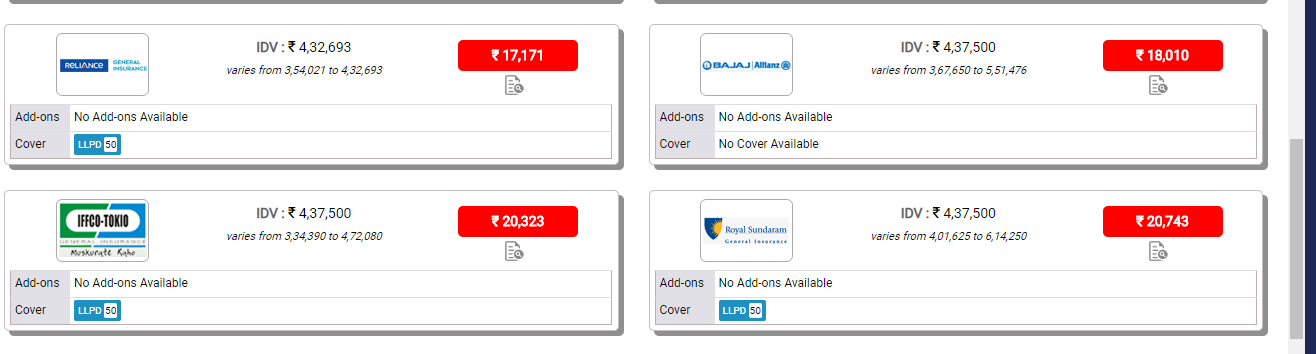 RELIANCE GENERAL INSURANCE
IDV : ₹ 4,32,693
varies from 3,54,021 to 4,32,693
₹ 17,171
Add-ons No Add-ons Available
Cover LLPD 50
BAJAJ Allianz
IDV : ₹ 4,37,500
varies from 3,67,650 to 5,51,476
₹ 18,010
Add-ons No Add-ons Available
Cover No Cover Available
IFFCO-TOKIO
GENERAL INSURANCE
Muskurate Raho
IDV : ₹ 4,37,500
varies from 3,34,390 to 4,72,080
₹ 20,323
Add-ons No Add-ons Available
Cover LLPD 50
Royal Sundaram
General Insurance
IDV : ₹ 4,37,500
varies from 4,01,625 to 6,14,250
₹ 20,743
Add-ons No Add-ons Available
Cover LLPD 50